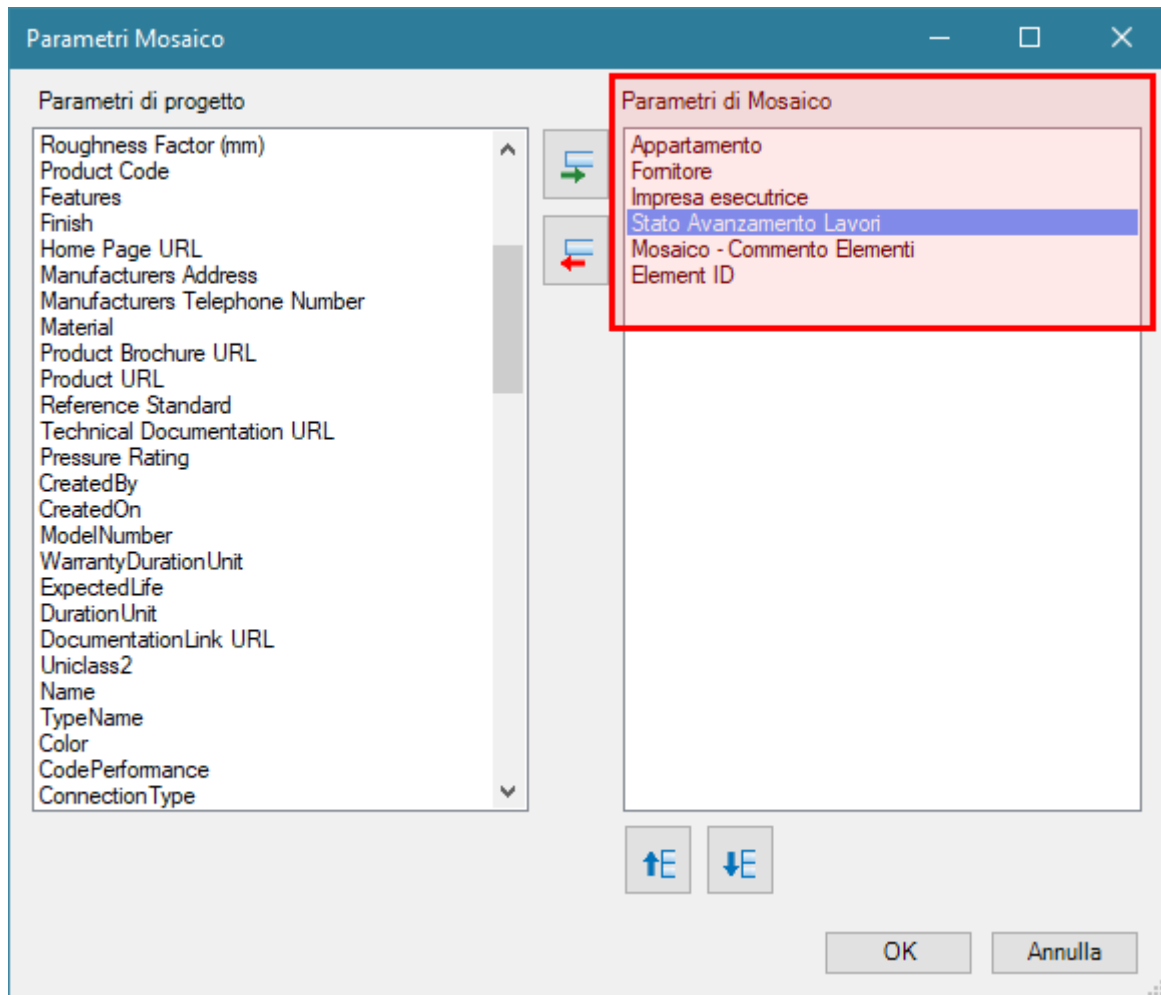 Parametri Mosaico
Parametri di progetto
Roughness Factor (mm)
Product Code
Features
Finish
Home Page URL
Manufacturers Address
Manufacturers Telephone Number
Material
Product Brochure URL
Product URL
Reference Standard
Technical Documentation URL
Pressure Rating
CreatedBy
CreatedOn
ModelNumber
WarrantyDurationUnit
ExpectedLife
DurationUnit
DocumentationLink URL
Uniclass2
Name
TypeName
Color
CodePerformance
ConnectionType
Parametri di Mosaico
Appartamento
Fornitore
Impresa esecutrice
Stato Avanzamento Lavori
Mosaico - Commento Elementi
Element ID
OK
Annulla